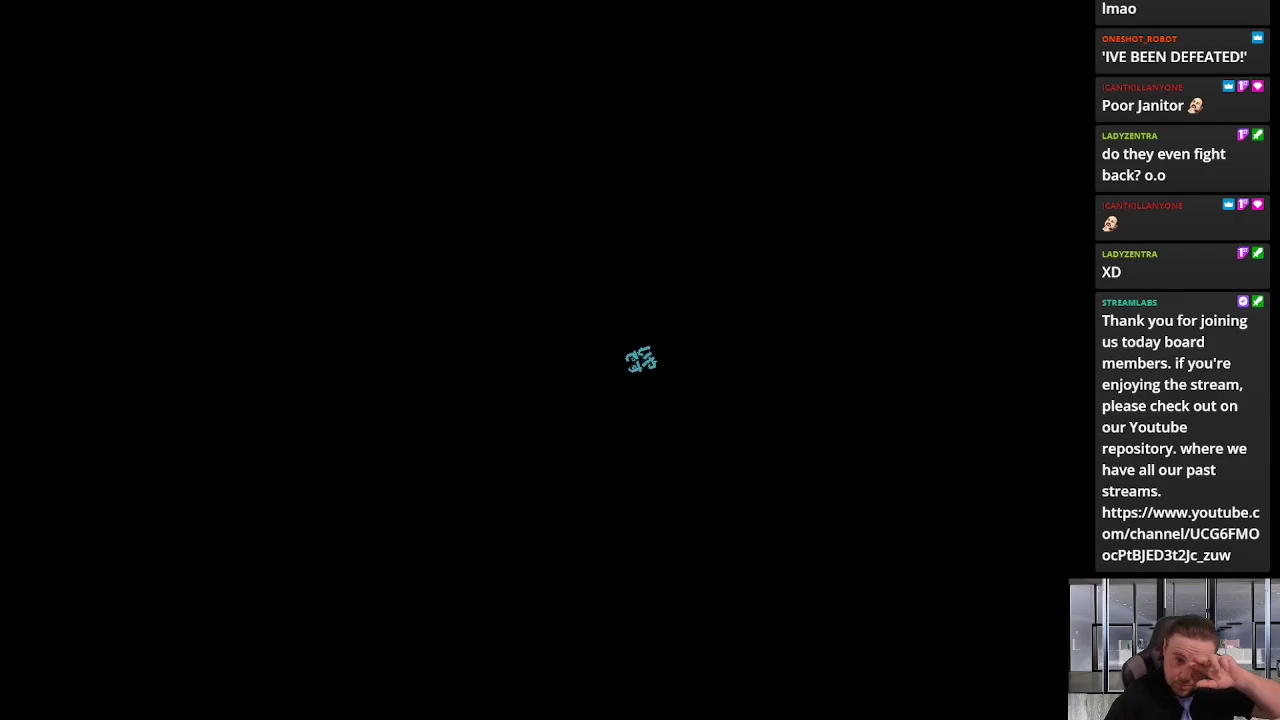 lmao
ONESHOT_ROBOT
'IVE BEEN DEFEATED!'
ICANTKILLANYONE
Poor Janitor
LADYZENTRA
do they even fight
back? o.o
ICANTKILLANYONE
LADYZENTRA
XD
STREAMLABS
Thank you for joining
us today board
members. if you're
enjoying the stream,
please check out on
our Youtube
repository. where we
have all our past
streams.
https://www.youtube.c
om/channel/UCG6FMO
ocPtBJED3t2Jc_zuw